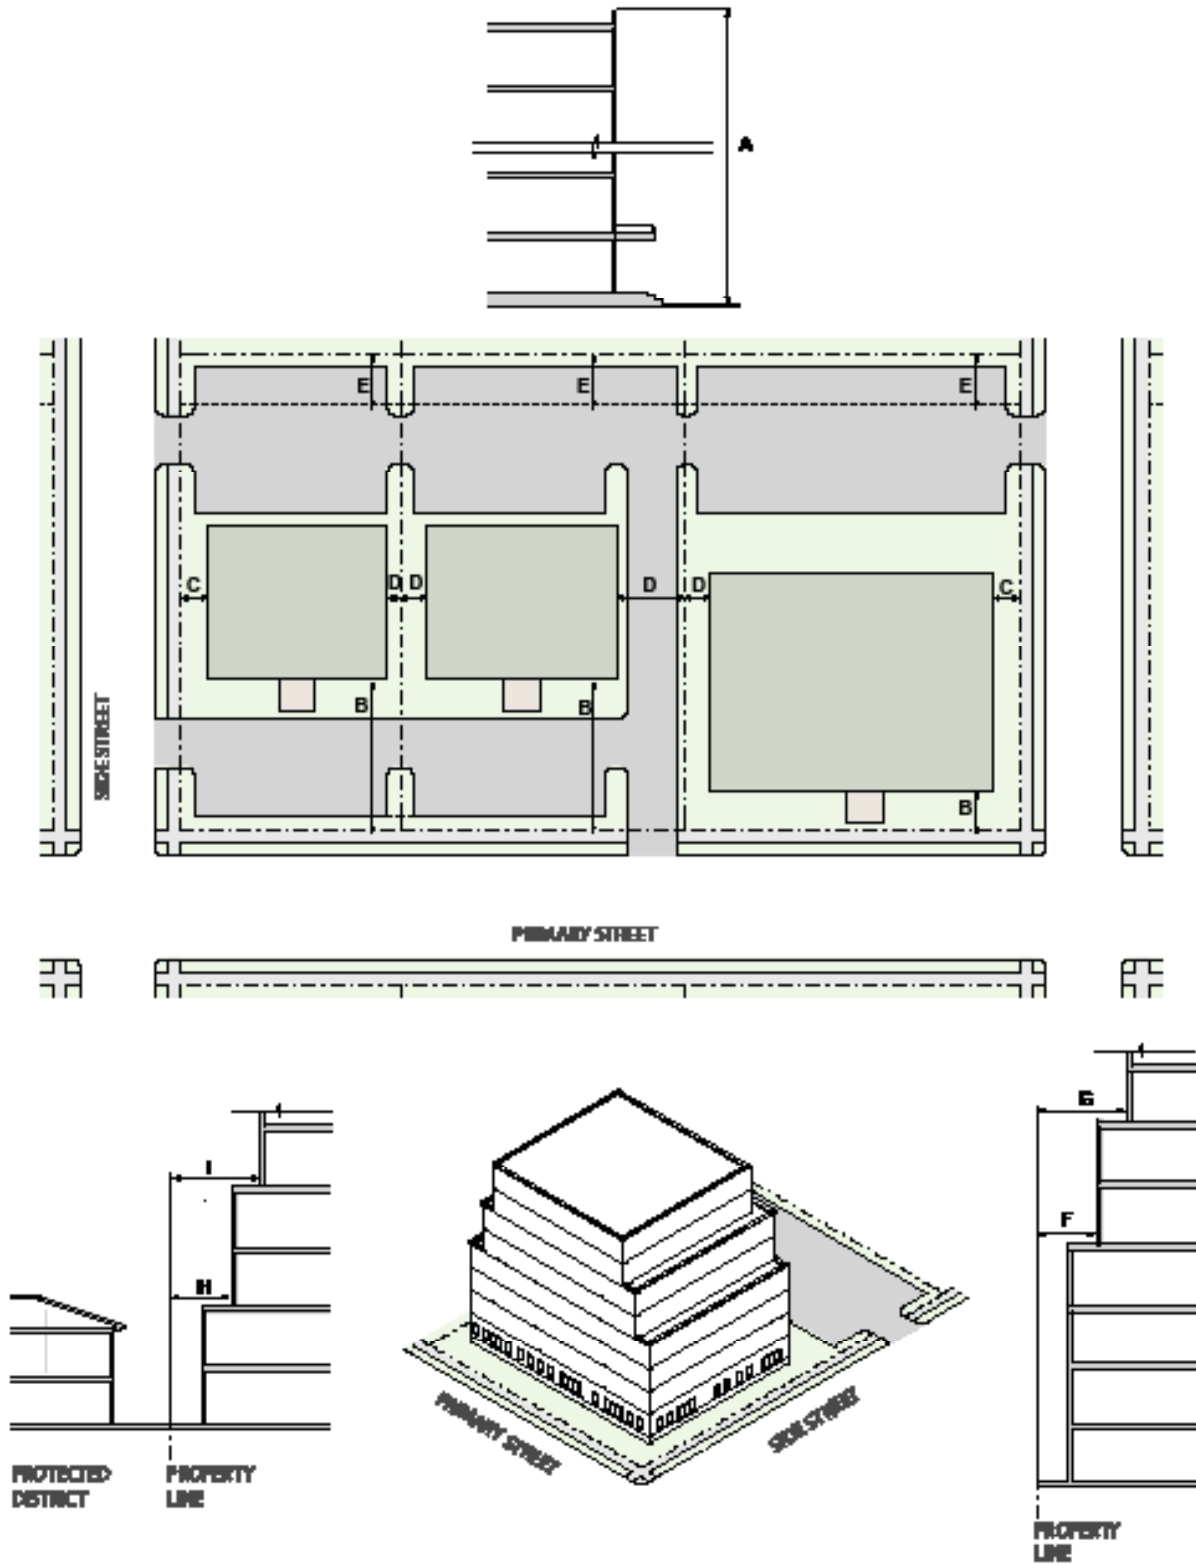 A
E E E
C D D D D C
B B
B
SIDE STREET
PRIMARY STREET
G
I
F
H
PRIMARY STREET
SIDE STREET
PROTECTED
DISTRICT
PROPERTY
LINE
PROPERTY
LINE